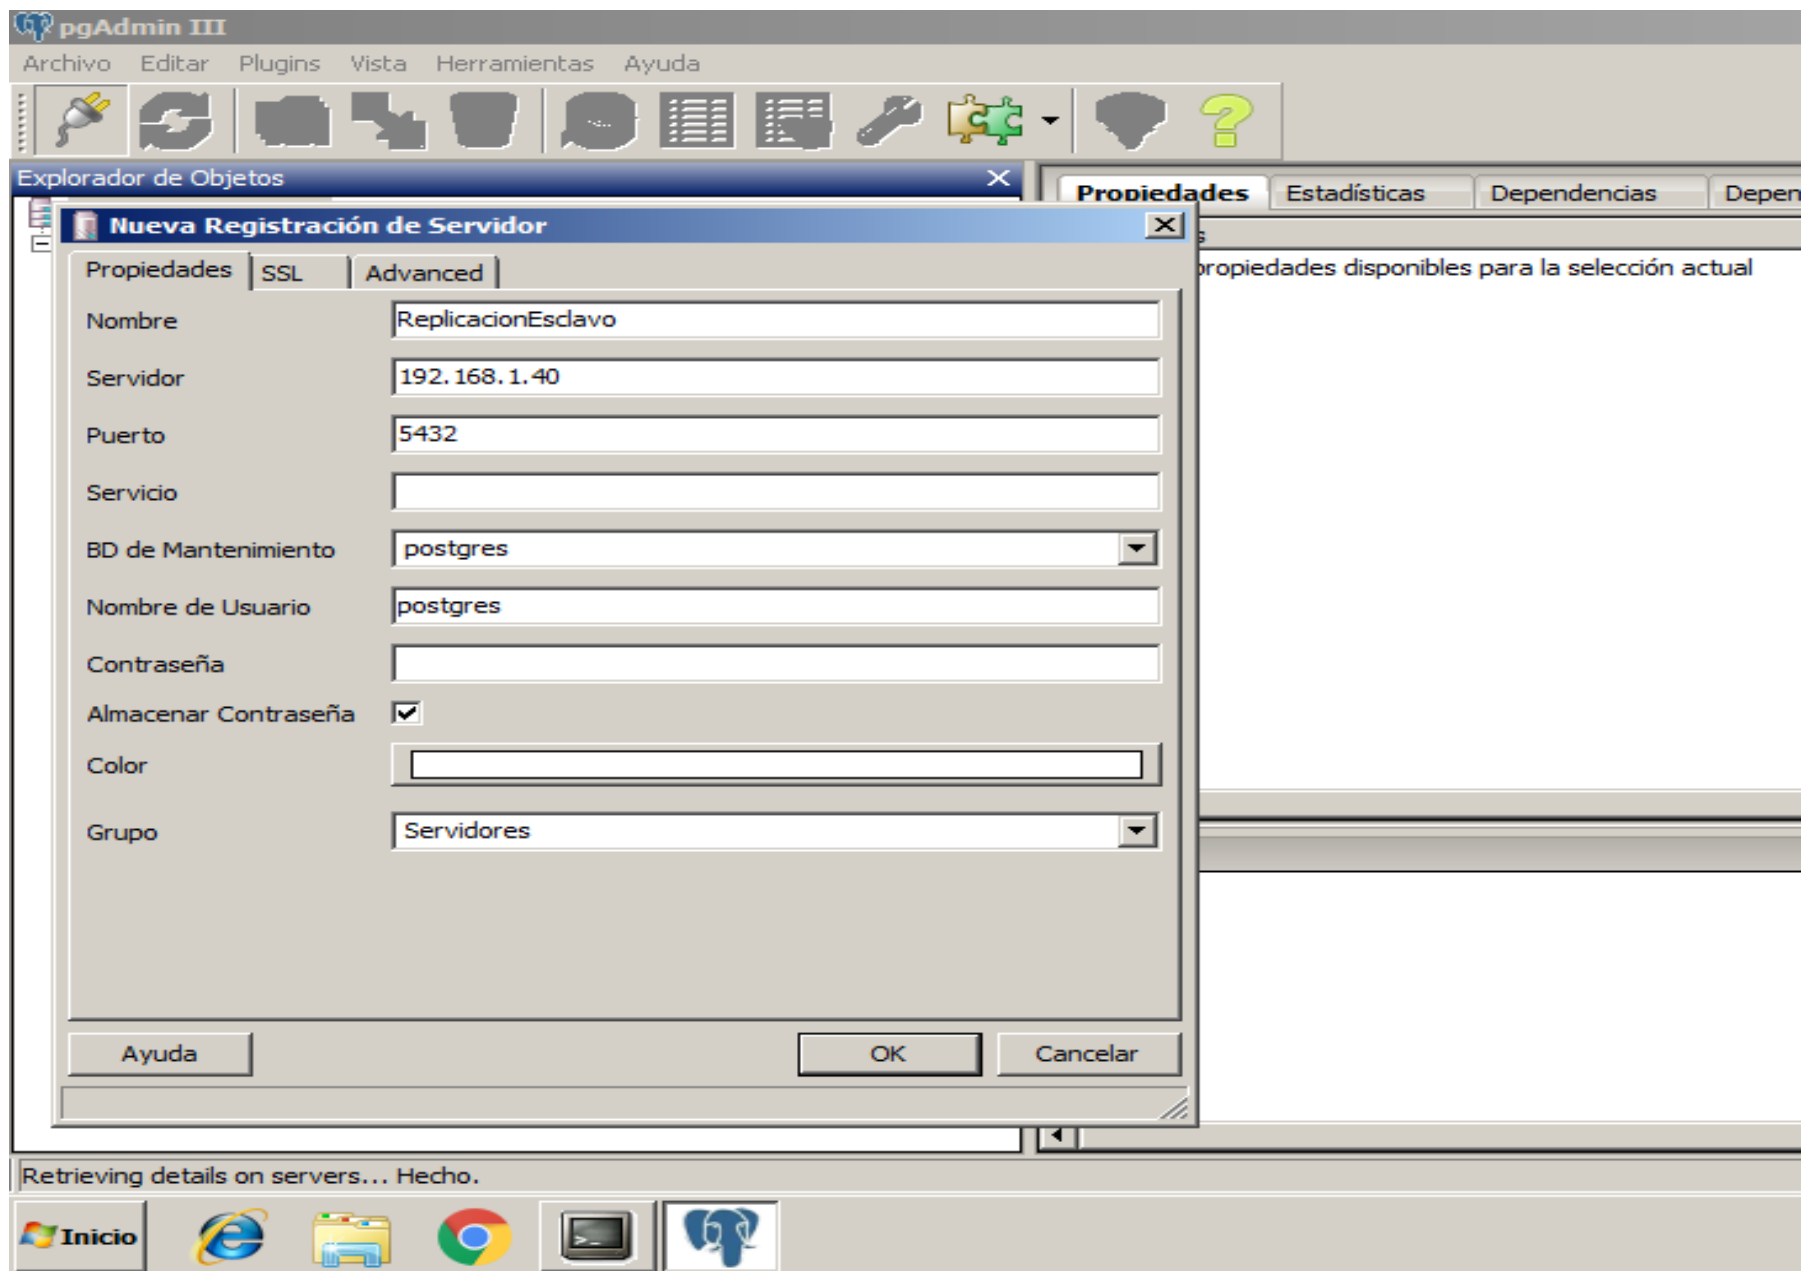 pgAdmin III
Archivo Editar Plugins Vista Herramientas Ayuda
Explorador de Objetos
Propiedades Estadísticas Dependencias
Nueva Registración de Servidor
Propiedades SSL Advanced
propiedades disponibles para la selección actual
Nombre ReplicacionEsclavo
Servidor 192.168.1.40
Puerto 5432
Servicio
BD de Mantenimiento postgres
Nombre de Usuario postgres
Contraseña
Almacenar Contraseña
Color
Grupo Servidores
Ayuda OK Cancelar
Retrieving details on servers... Hecho.
Inicio